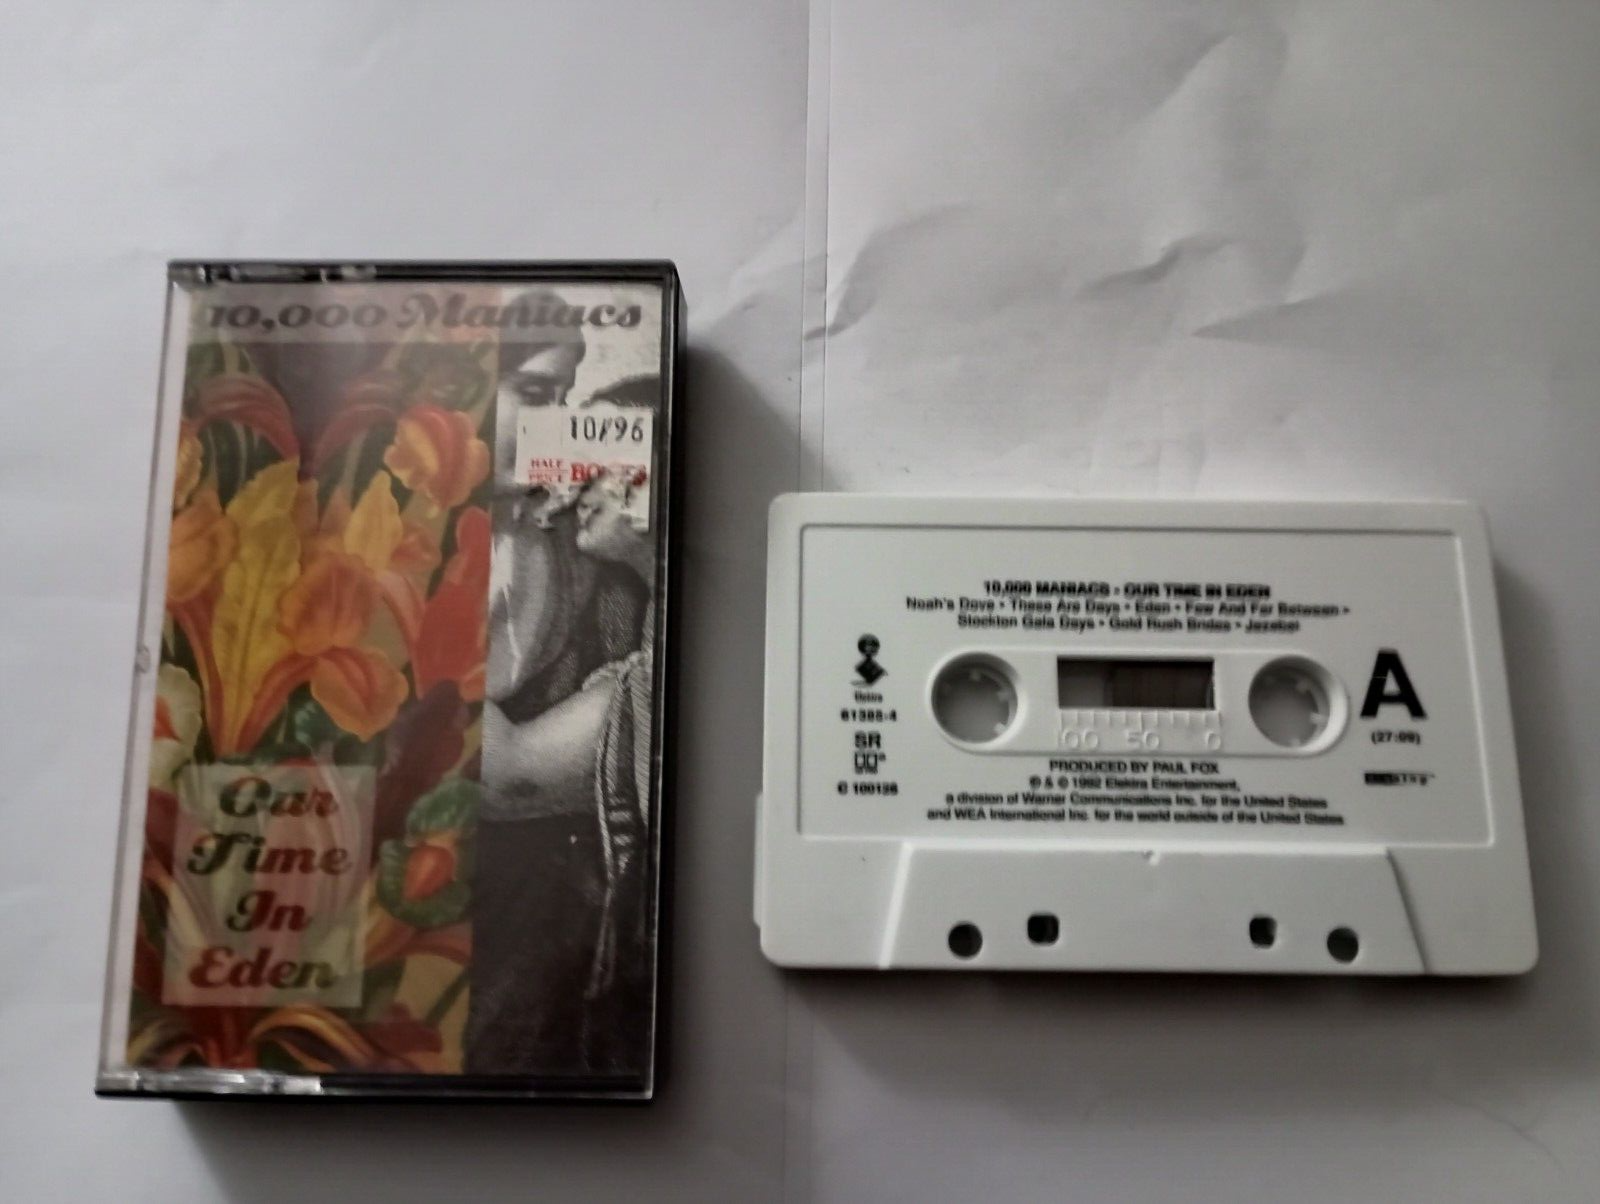 10,000 Maniacs
10/96
HALF
PRICE
Our
Time
In
Eden
10,000 MANIACS • OUR TIME IN EDEN
Noah's Dove • These Are Days • Eden • Few And Far Between •
Stockton Gala Days • Gold Rush Brides • Jezebel
A
61385-4
SR
C 100126
(27:09)
100 50 0
PRODUCED BY PAUL FOX
℗ & © 1992 Elektra Entertainment,
a division of Warner Communications Inc. for the United States
and WEA International Inc. for the world outside of the United States